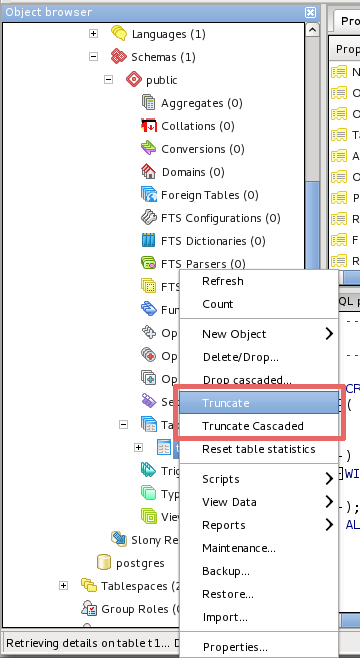 Object browser
Languages (1)
Schemas (1)
public
Aggregates (0)
Collations (0)
Conversions (0)
Domains (0)
Foreign Tables (0)
FTS Configurations (0)
FTS Dictionaries (0)
FTS Parsers (0)
FTS
Fun
Op
Op
Op
Se
Tab
Trig
Typ
View
Slony Re
postgres
Tablespaces (2
Group Roles (
Retrieving details on table t1... D
Refresh
Count
New Object
Delete/Drop...
Drop cascaded...
Truncate
Truncate Cascaded
Reset table statistics
Scripts
View Data
Reports
Maintenance...
Backup...
Restore...
Import...
Properties...
Pro
Prope
N
O
O
Ta
A
O
P
R
F
R
QL p
--
--
CR
(
)
WI
);
AL